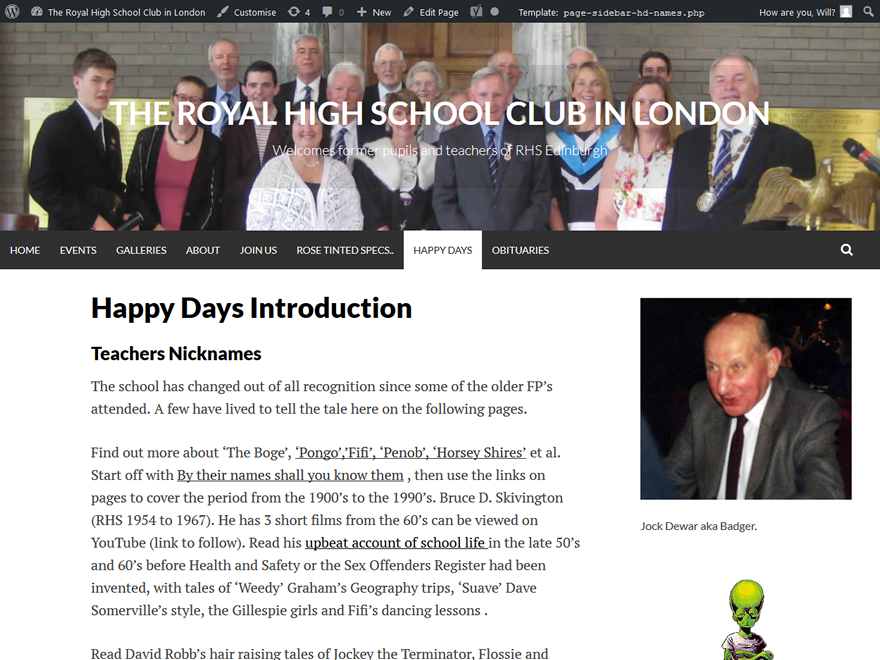 The Royal High School Club in London Customise 4 0 New Edit Page Template: page-sidebar-hd-names.php How are you, Will?
THE ROYAL HIGH SCHOOL CLUB IN LONDON
Welcomes former pupils and teachers of RHS Edinburgh
HOME EVENTS GALLERIES ABOUT JOIN US ROSE TINTED SPECS.. HAPPY DAYS OBITUARIES
Happy Days Introduction
Teachers Nicknames
The school has changed out of all recognition since some of the older FP’s
attended. A few have lived to tell the tale here on the following pages.
Find out more about ‘The Boge’, ‘Pongo’,’Fifi’, ‘Penob’, ‘Horsey Shires’ et al.
Start off with By their names shall you know them , then use the links on
pages to cover the period from the 1900’s to the 1990’s. Bruce D. Skivington
(RHS 1954 to 1967). He has 3 short films from the 60’s can be viewed on
YouTube (link to follow). Read his upbeat account of school life in the late 50’s
and 60’s before Health and Safety or the Sex Offenders Register had been
invented, with tales of ‘Weedy’ Graham’s Geography trips, ‘Suave’ Dave
Somerville’s style, the Gillespie girls and Fifi’s dancing lessons .
Read David Robb’s hair raising tales of Jockey the Terminator, Flossie and
Jock Dewar aka Badger.